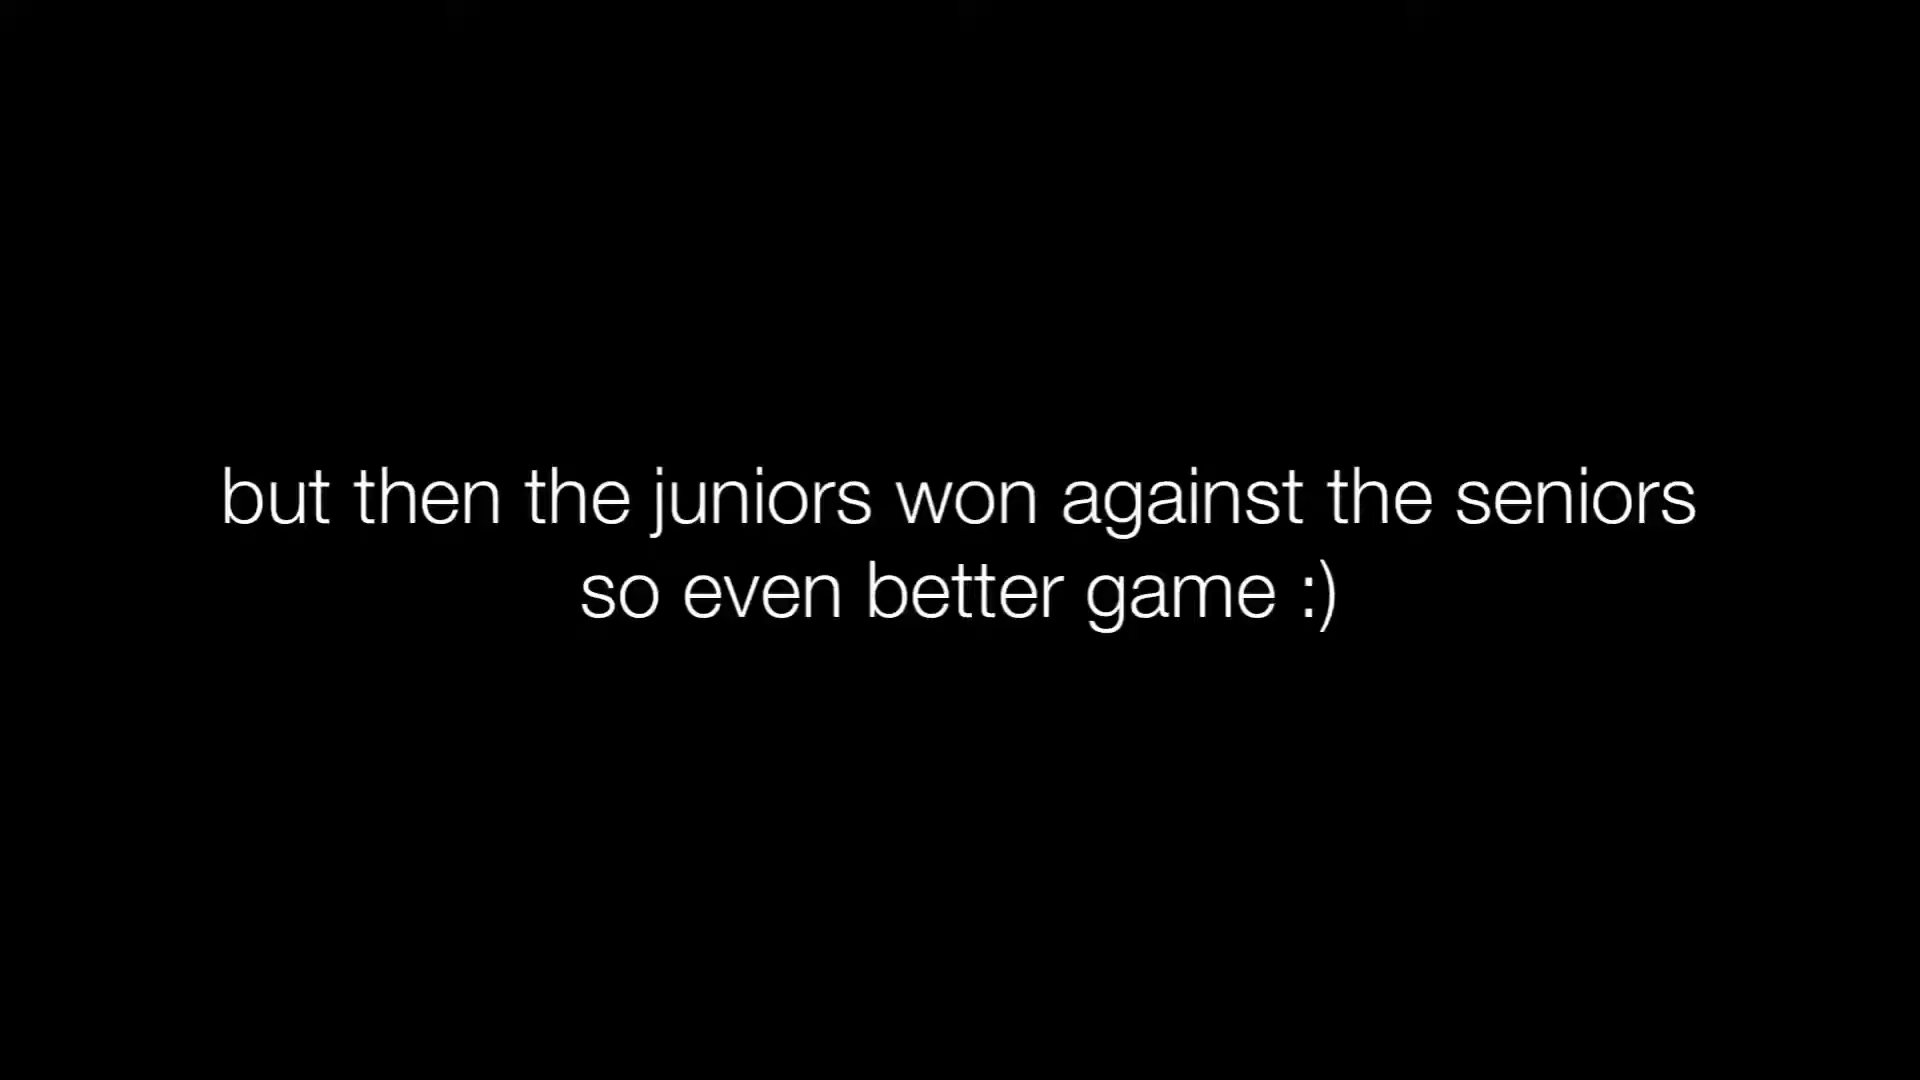 but then the juniors won against the seniors
so even better game :)